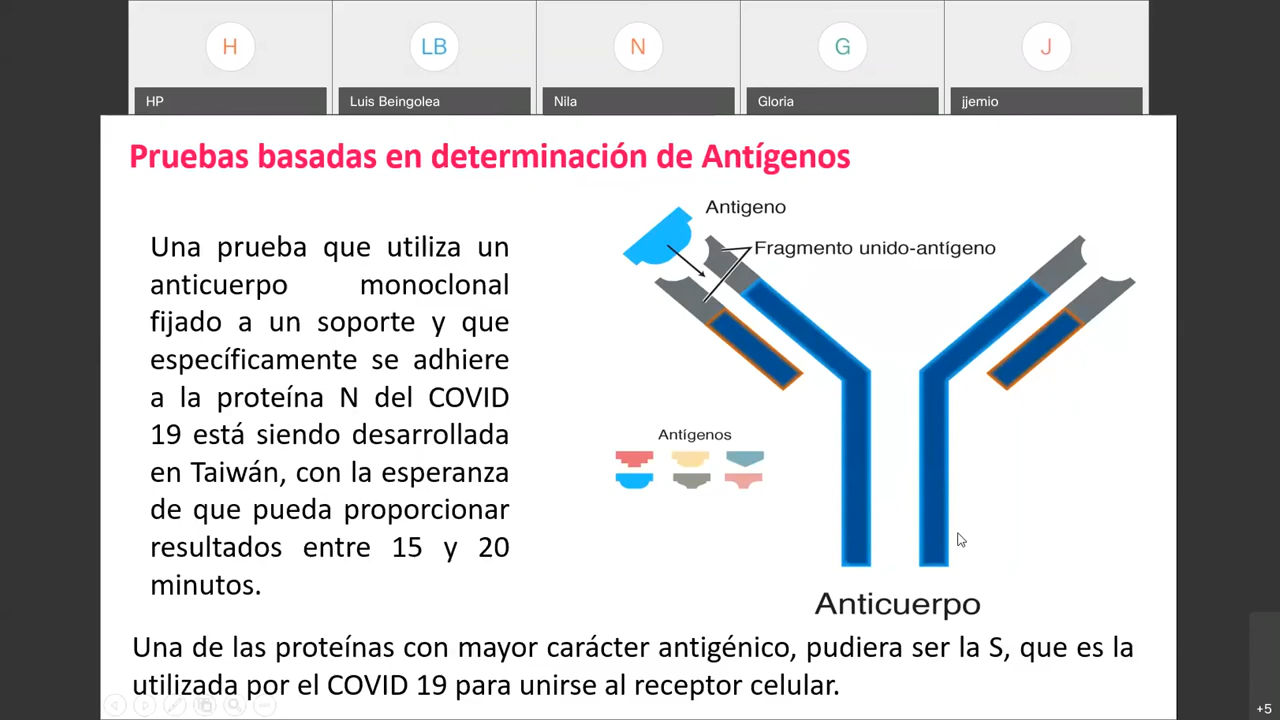 H
LB
N
G
J
HP
Luis Beingolea
Nila
Gloria
jjemio
Pruebas basadas en determinación de Antígenos
Una prueba que utiliza un
anticuerpo monoclonal
fijado a un soporte y que
específicamente se adhiere
a la proteína N del COVID
19 está siendo desarrollada
en Taiwán, con la esperanza
de que pueda proporcionar
resultados entre 15 y 20
minutos.
Antigeno
Fragmento unido-antígeno
Antígenos
Anticuerpo
Una de las proteínas con mayor carácter antigénico, pudiera ser la S, que es la
utilizada por el COVID 19 para unirse al receptor celular.
+5